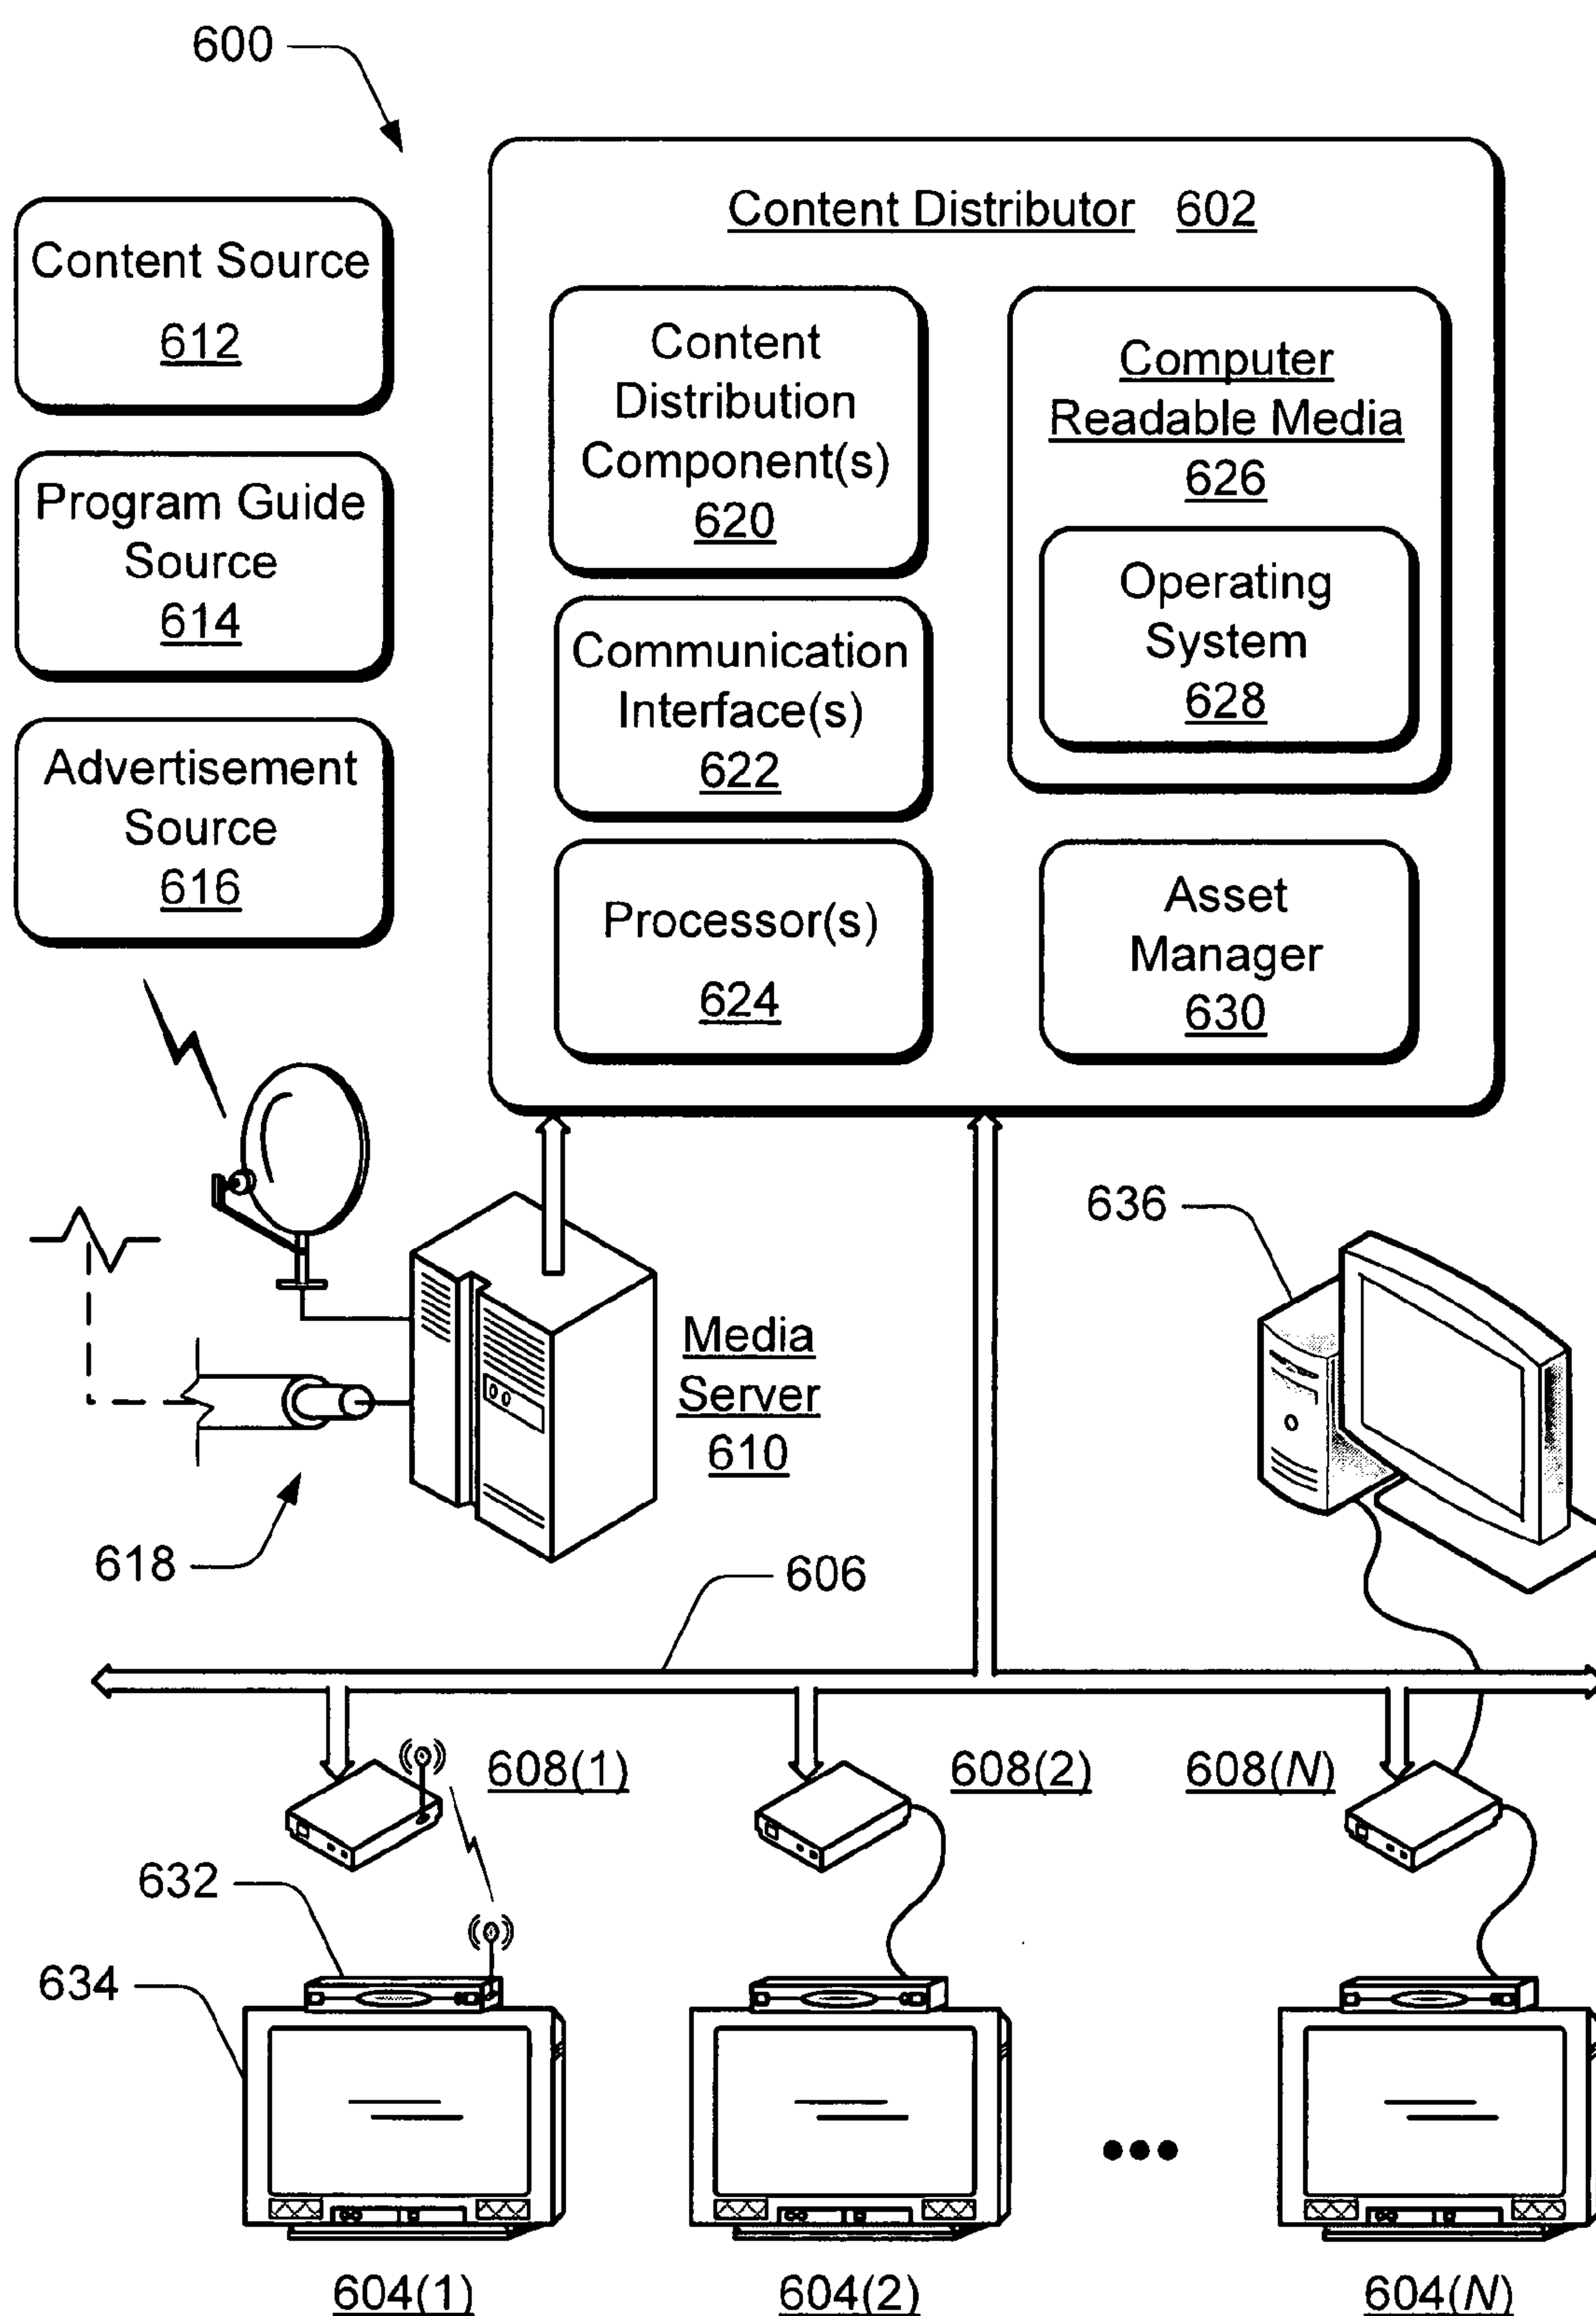 600
Content Distributor 602
Content Source
612
Program Guide
Source
614
Advertisement
Source
616
Content
Distribution
Component(s)
620
Communication
Interface(s)
622
Processor(s)
624
Computer
Readable Media
626
Operating
System
628
Asset
Manager
630
636
Media
Server
610
618
606
608(1)
608(2)
608(N)
632
634
604(1)
604(2)
604(N)